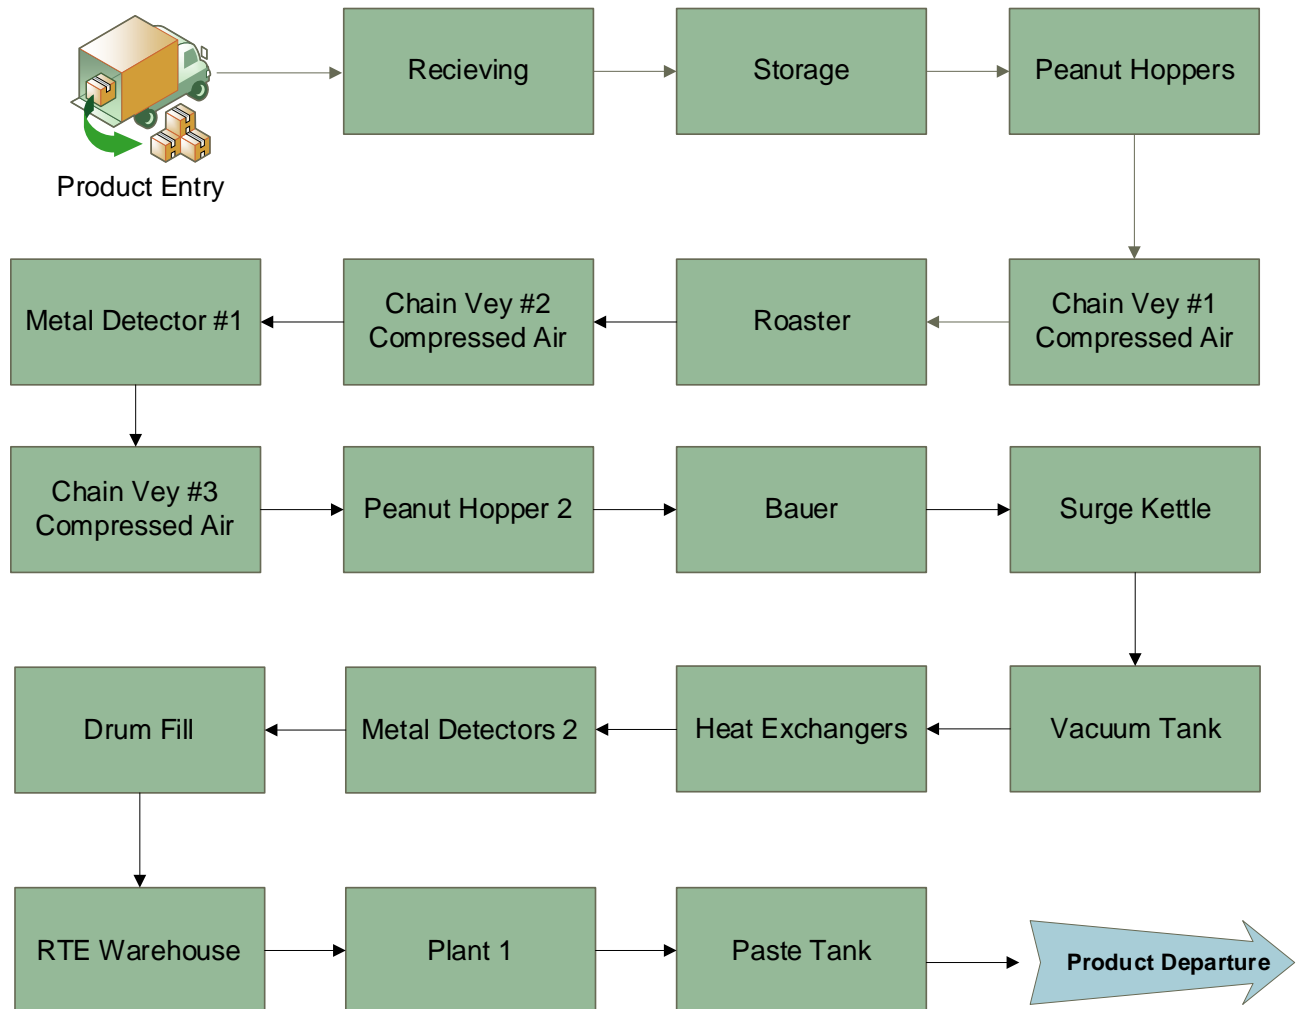 Product Entry
Recieving
Storage
Peanut Hoppers
Metal Detector #1
Chain Vey #2
Compressed Air
Roaster
Chain Vey #1
Compressed Air
Chain Vey #3
Compressed Air
Peanut Hopper 2
Bauer
Surge Kettle
Drum Fill
Metal Detectors 2
Heat Exchangers
Vacuum Tank
RTE Warehouse
Plant 1
Paste Tank
Product Departure